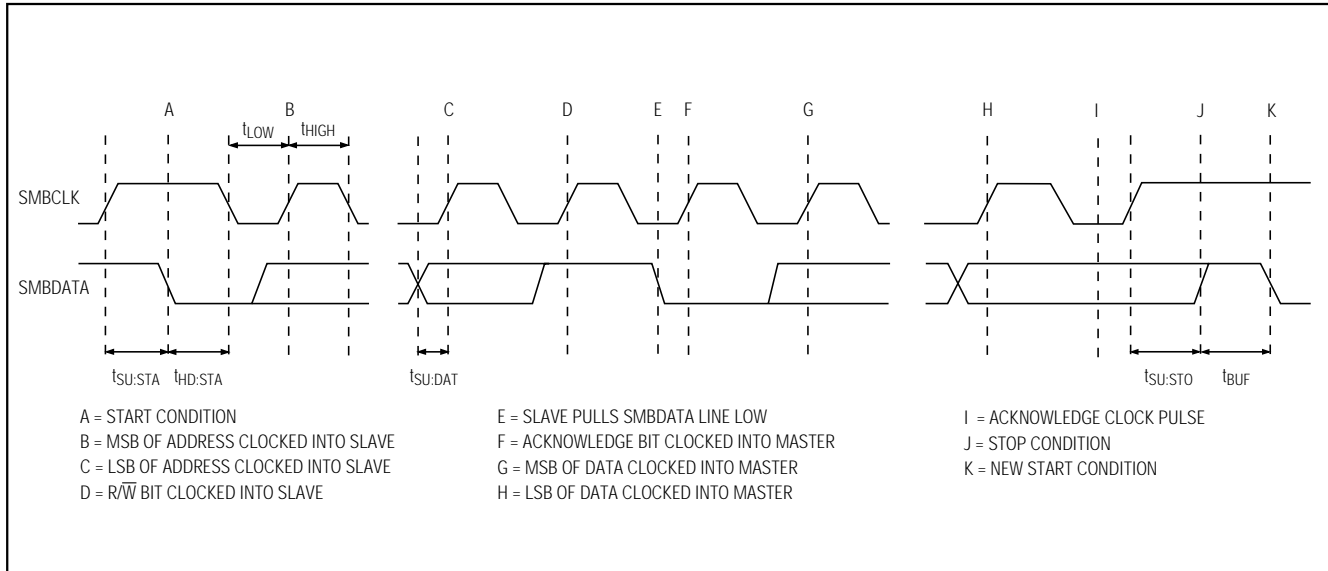 A B C D E F G H I J K
tLOW tHIGH
SMBCLK
SMBDATA
tSU:STA tHD:STA tSU:DAT tSU:STO tBUF
A = START CONDITION
B = MSB OF ADDRESS CLOCKED INTO SLAVE
C = LSB OF ADDRESS CLOCKED INTO SLAVE
D = R/W̅ BIT CLOCKED INTO SLAVE
E = SLAVE PULLS SMBDATA LINE LOW
F = ACKNOWLEDGE BIT CLOCKED INTO MASTER
G = MSB OF DATA CLOCKED INTO MASTER
H = LSB OF DATA CLOCKED INTO MASTER
I = ACKNOWLEDGE CLOCK PULSE
J = STOP CONDITION
K = NEW START CONDITION